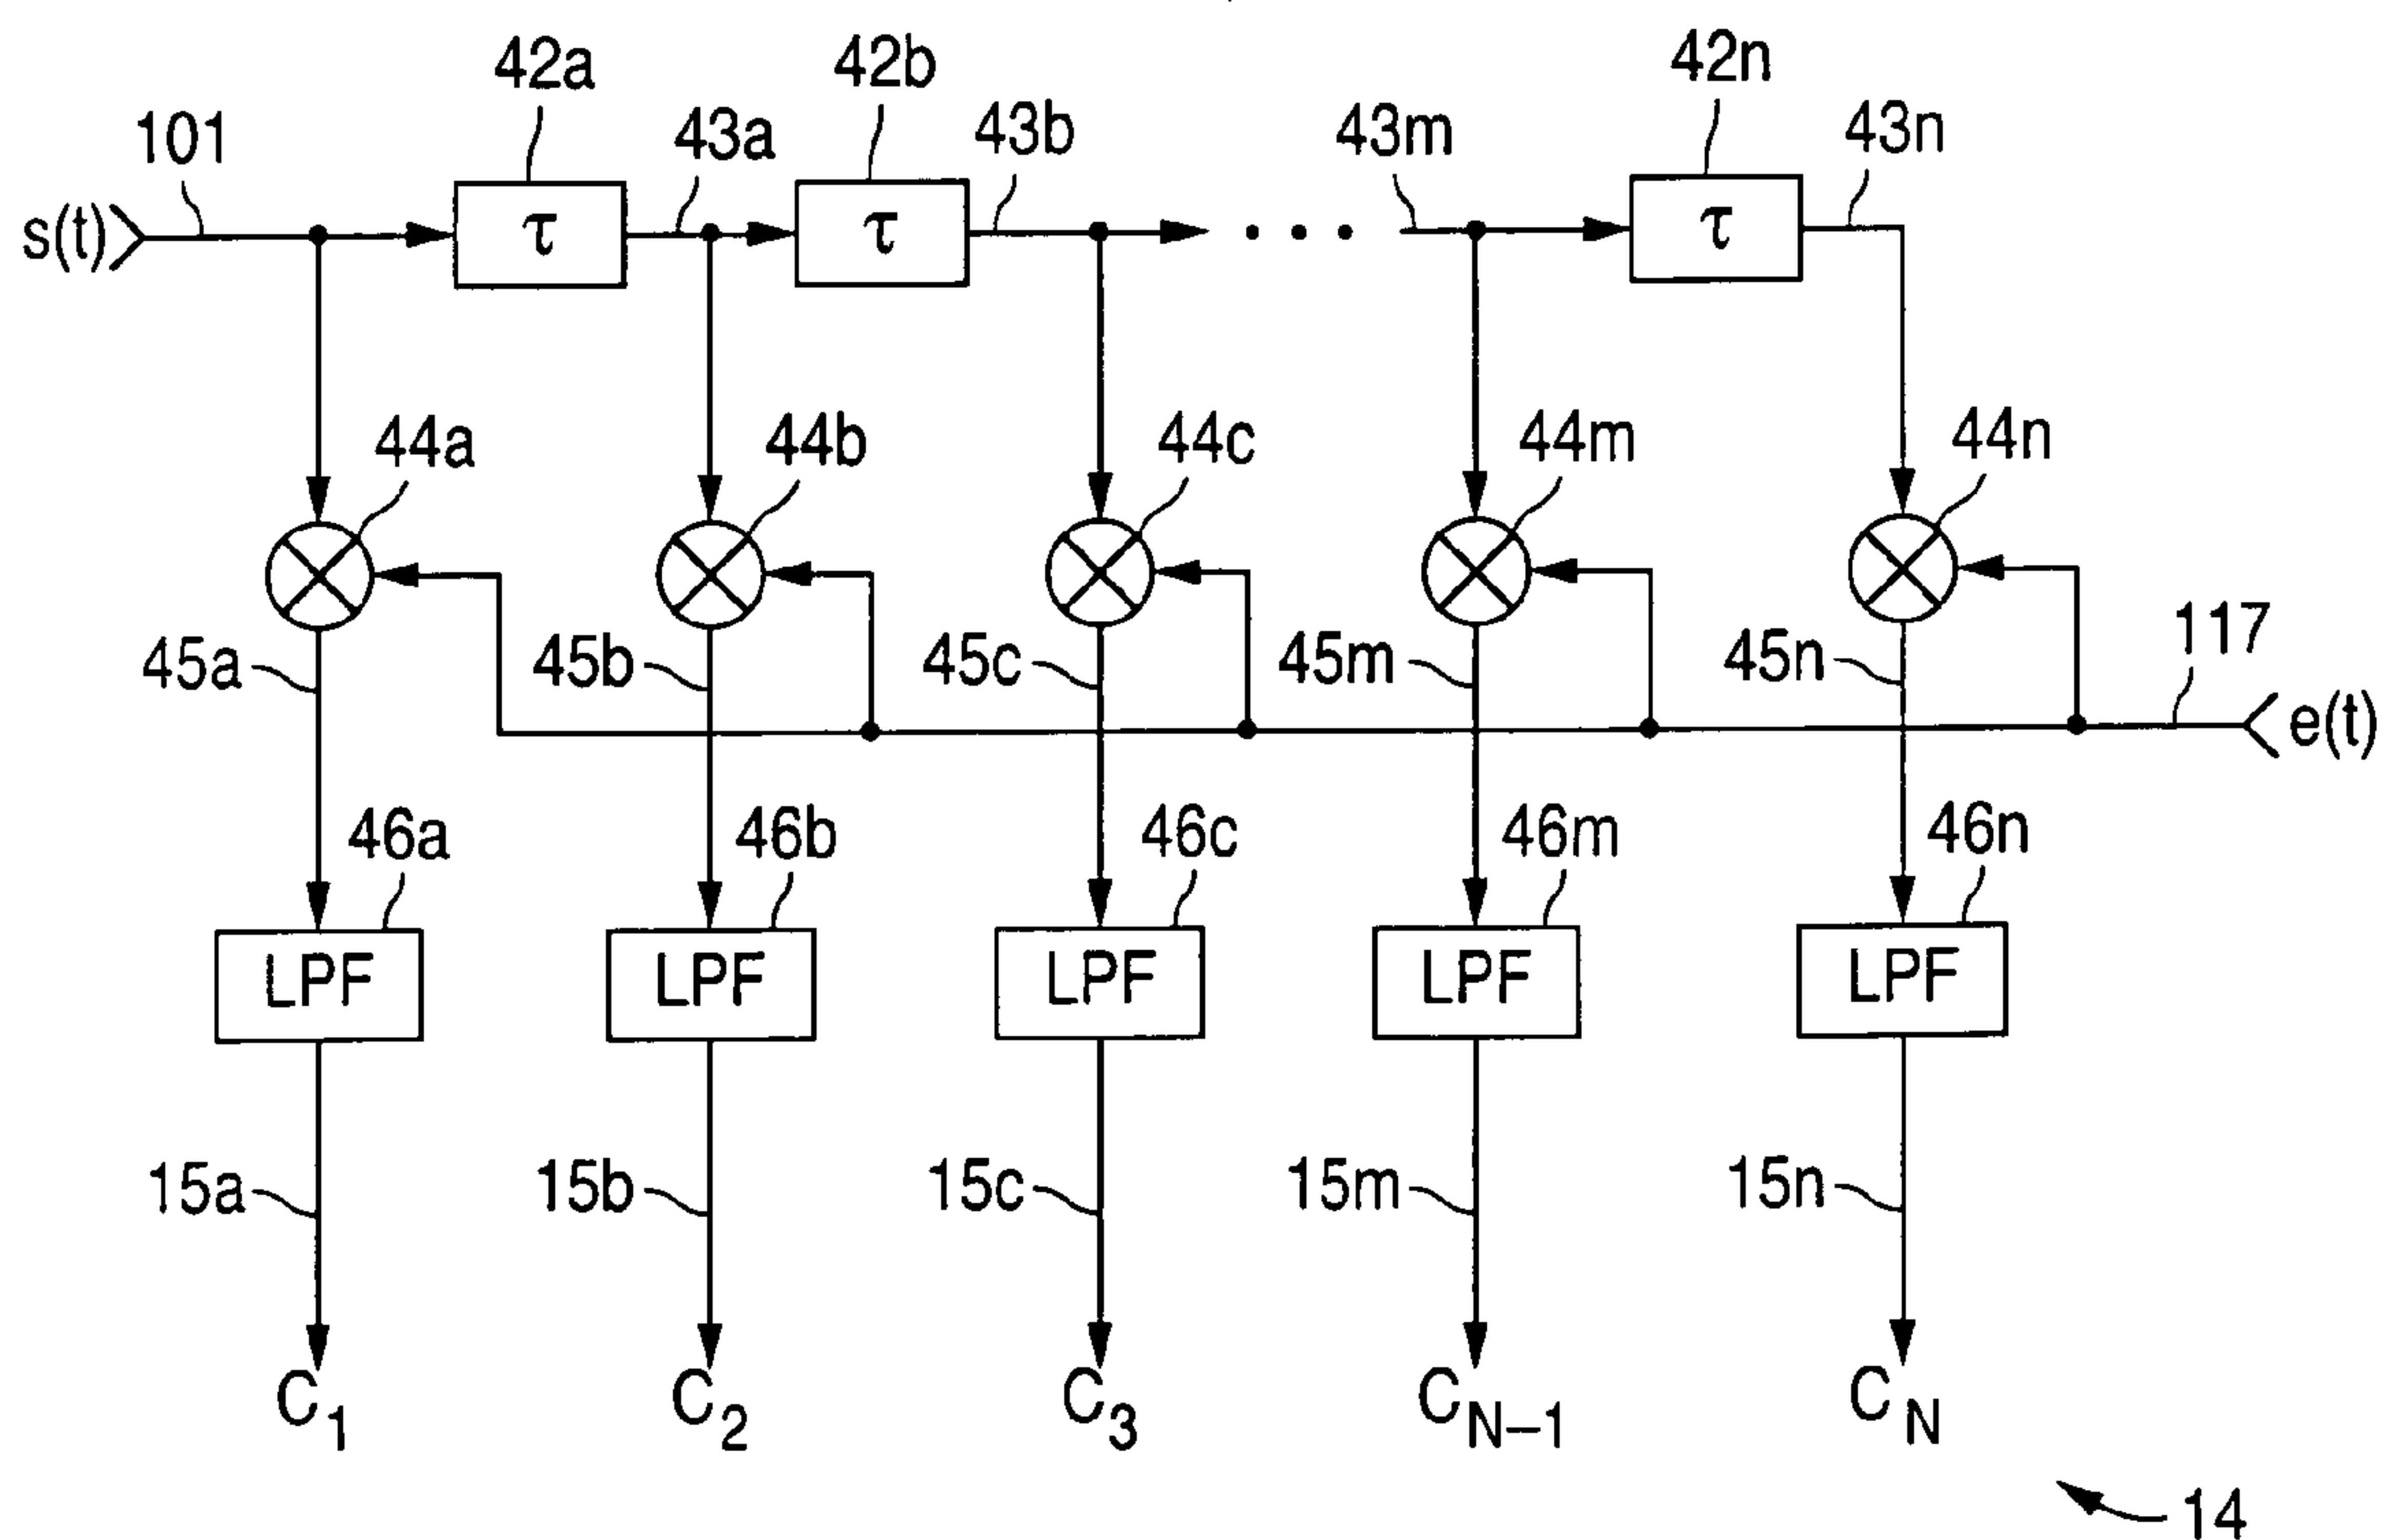 42a 42b 42n
101 43a 43b 43m 43n
s(t) τ τ • • • τ
44a 44b 44c 44m 44n
45a 45b 45c 45m 45n 117
e(t)
46a 46b 46c 46m 46n
LPF LPF LPF LPF LPF
15a 15b 15c 15m 15n
C1 C2 C3 CN–1 CN
14